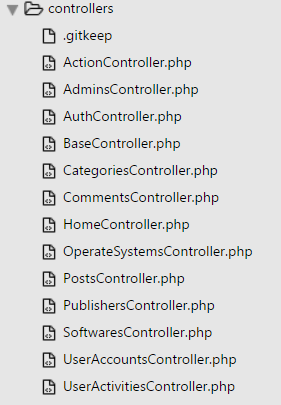 controllers
.gitkeep
ActionController.php
AdminsController.php
AuthController.php
BaseController.php
CategoriesController.php
CommentsController.php
HomeController.php
OperateSystemsController.php
PostsController.php
PublishersController.php
SoftwaresController.php
UserAccountsController.php
UserActivitiesController.php